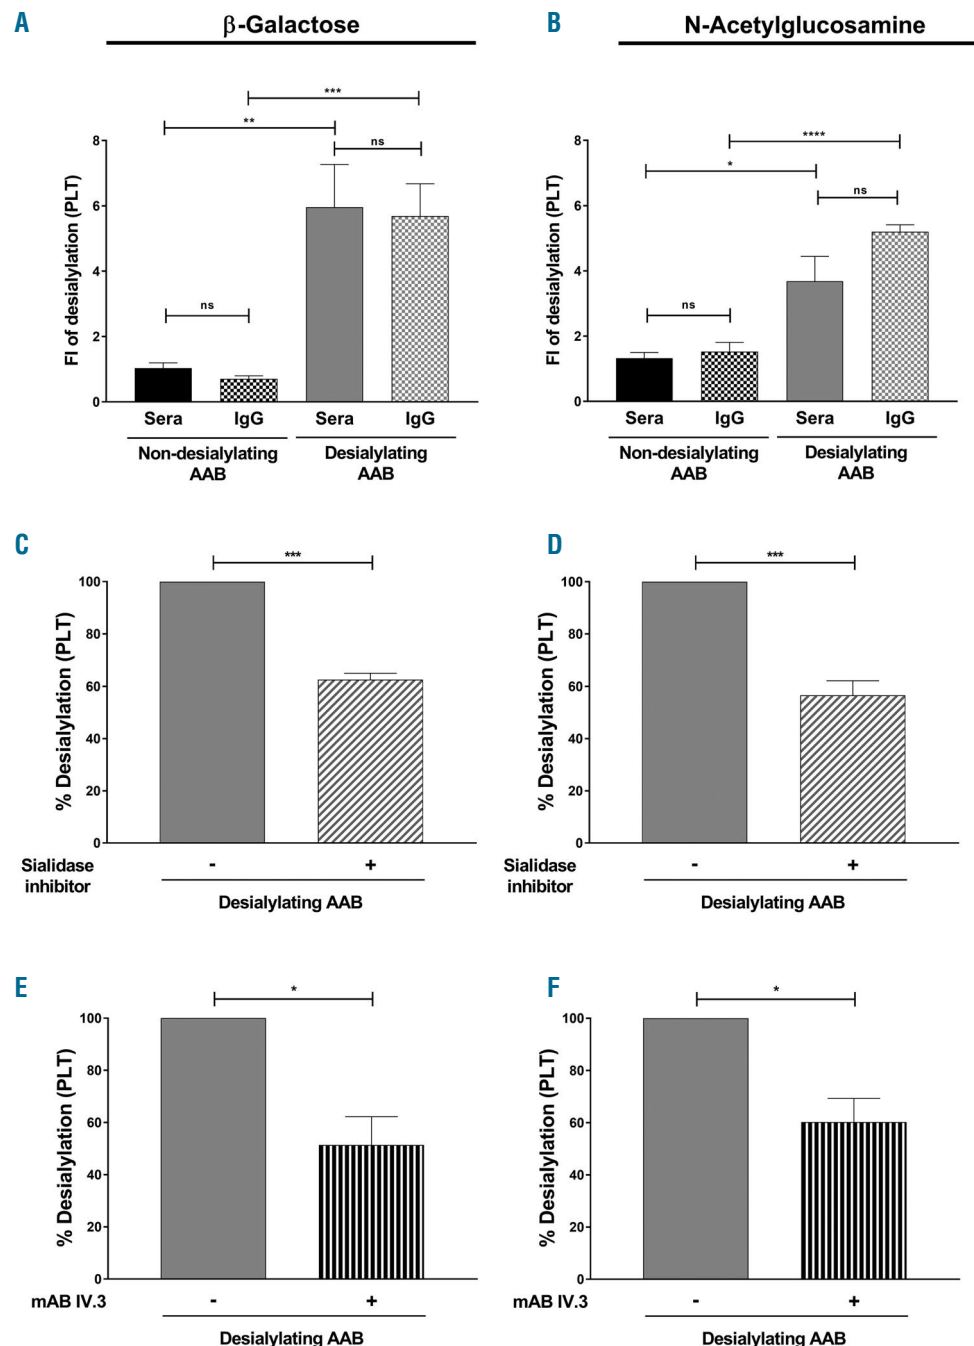 A β-Galactose
B N-Acetylglucosamine
***
**
ns
ns
FI of desialylation (PLT)
8
6
4
2
0
Sera IgG Sera IgG
Non-desialylating AAB
Desialylating AAB
****
*
ns
ns
FI of desialylation (PLT)
8
6
4
2
0
Sera IgG Sera IgG
Non-desialylating AAB
Desialylating AAB
C
***
% Desialylation (PLT)
100
80
60
40
20
0
Sialidase inhibitor - +
Desialylating AAB
D
***
% Desialylation (PLT)
100
80
60
40
20
0
Sialidase inhibitor - +
Desialylating AAB
E
*
% Desialylation (PLT)
100
80
60
40
20
0
mAB IV.3 - +
Desialylating AAB
F
*
% Desialylation (PLT)
100
80
60
40
20
0
mAB IV.3 - +
Desialylating AAB